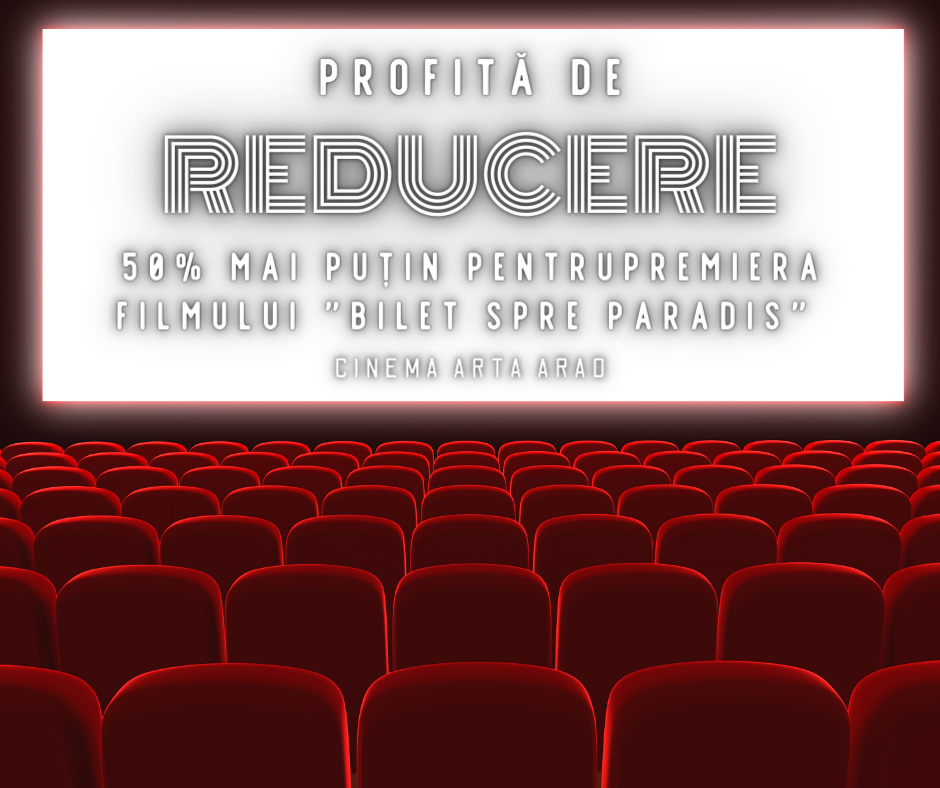 PROFITĂ DE
REDUCERE
50% MAI PUȚIN PENTRUPREMIERA
FILMULUI "BILET SPRE PARADIS"
CINEMA ARTA ARAD